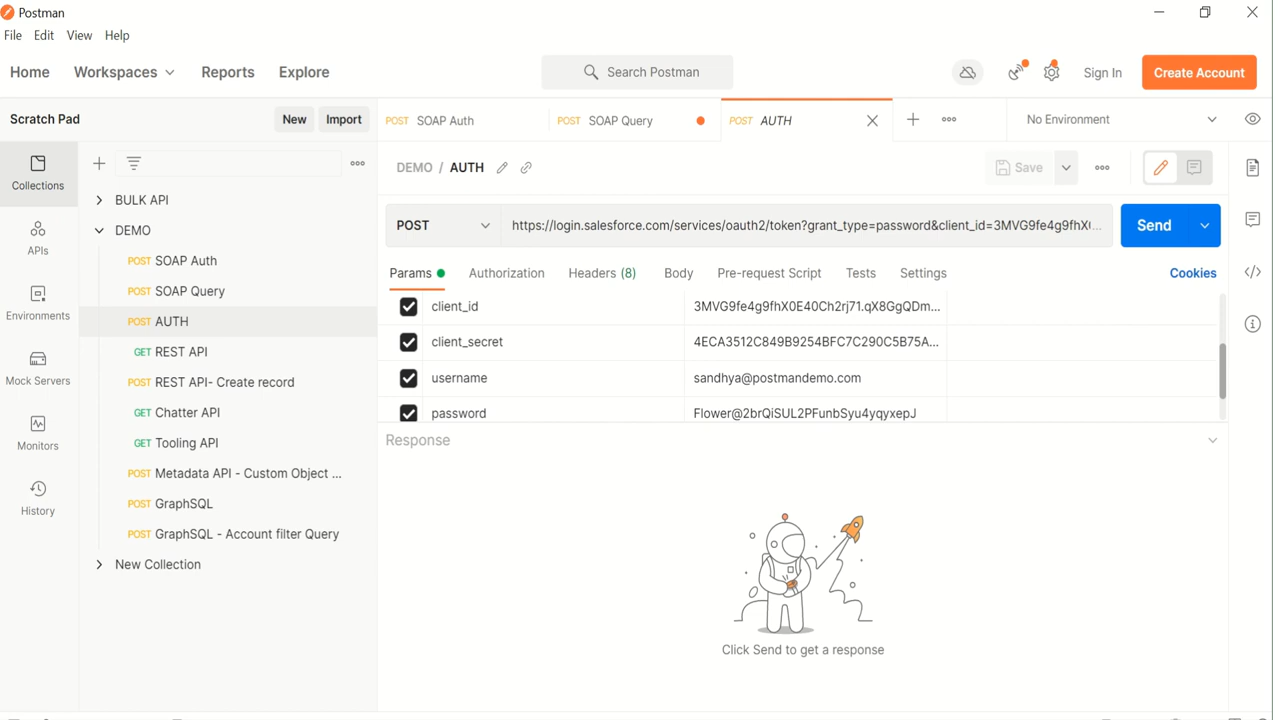 Postman
File Edit View Help
Home Workspaces Reports Explore Search Postman Sign In Create Account
Scratch Pad New Import POST SOAP Auth POST SOAP Query POST AUTH No Environment
Collections
APIs
Environments
Mock Servers
Monitors
History
BULK API
DEMO
POST SOAP Auth
POST SOAP Query
POST AUTH
GET REST API
POST REST API- Create record
GET Chatter API
GET Tooling API
POST Metadata API - Custom Object ...
POST GraphSQL
POST GraphSQL - Account filter Query
New Collection
DEMO / AUTH Save
POST https://login.salesforce.com/services/oauth2/token?grant_type=password&client_id=3MVG9fe4g9fhX(... Send
Params Authorization Headers (8) Body Pre-request Script Tests Settings Cookies
client_id 3MVG9fe4g9fhX0E40Ch2rj71.qX8GgQDm...
client_secret 4ECA3512C849B9254BFC7C290C5B75A...
username sandhya@postmandemo.com
password Flower@2brQiSUL2PFunbSyu4yqyxepJ
Response
Click Send to get a response